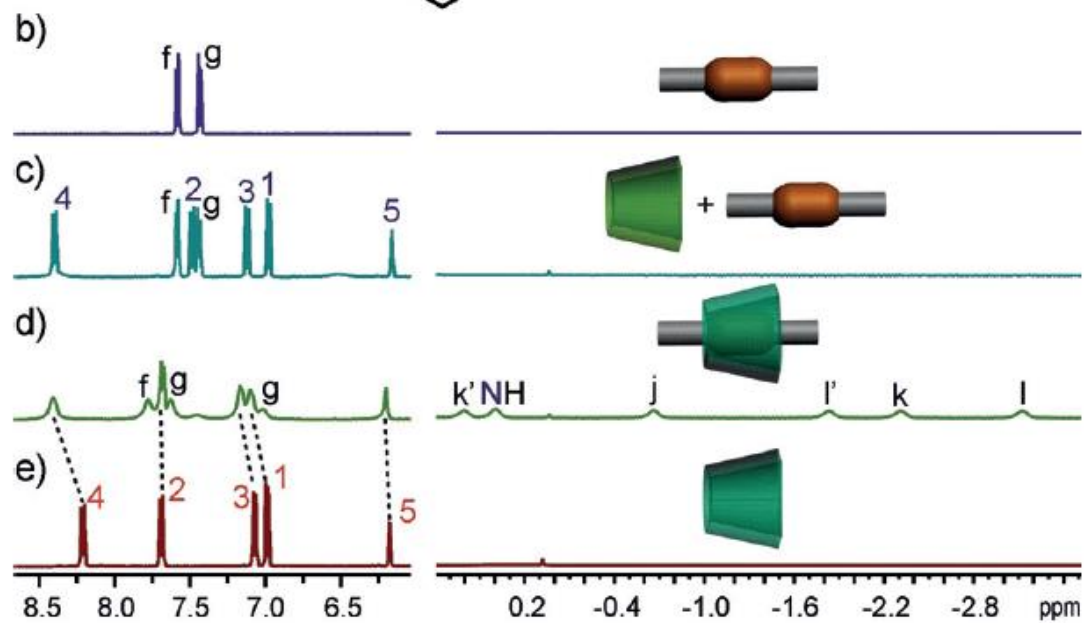 b)
f g
c)
4 f 2 g 3 1 5
+
d)
f g g k' NH j l' k l
e)
4 2 3 1 5
8.5 8.0 7.5 7.0 6.5 0.2 -0.4 -1.0 -1.6 -2.2 -2.8 ppm